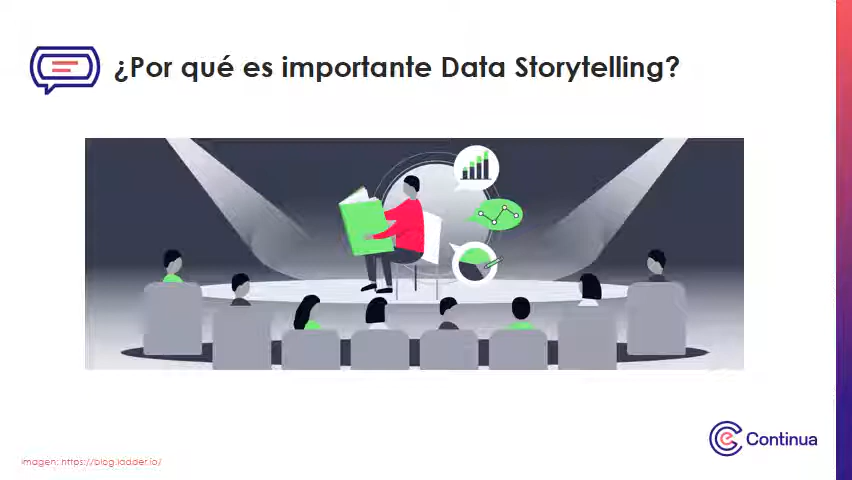 ¿Por qué es importante Data Storytelling?
Continua
Imagen: https://blog.ladder.io/